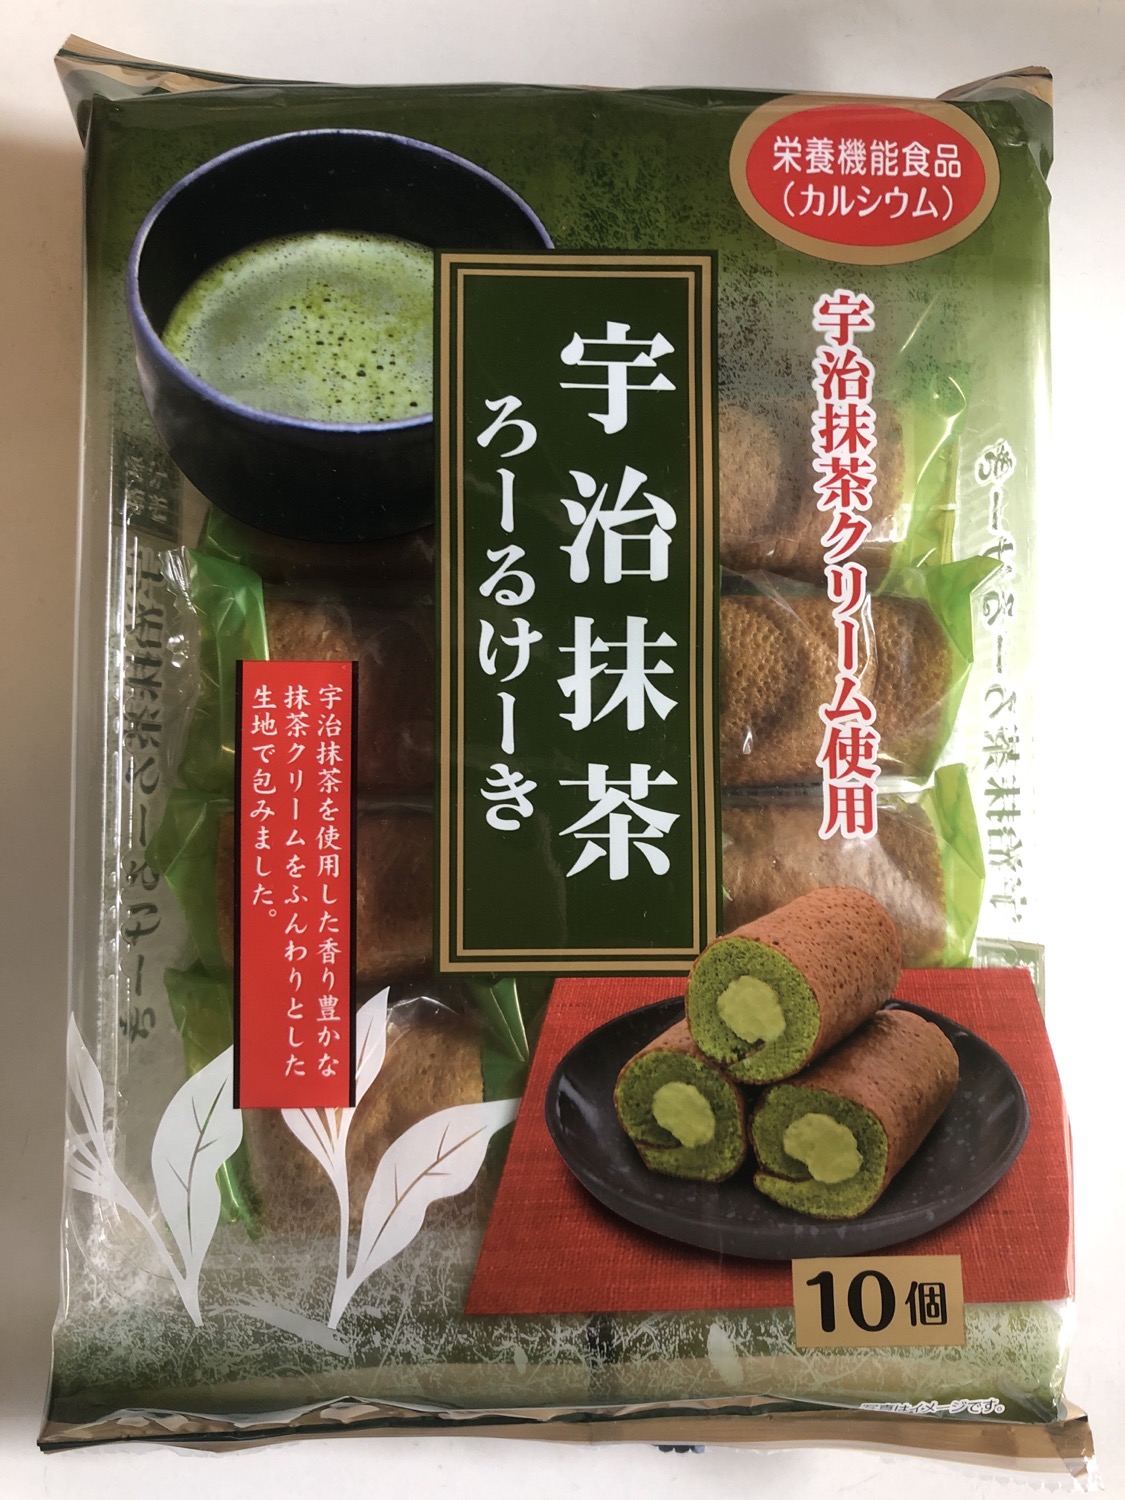 栄養機能食品
(カルシウム)
宇治抹茶クリーム使用
宇治抹茶
ろーるけーき
宇治抹茶を使用した香り豊かな
抹茶クリームをふんわりとした
生地で包みました。
10個
写真はイメージです。